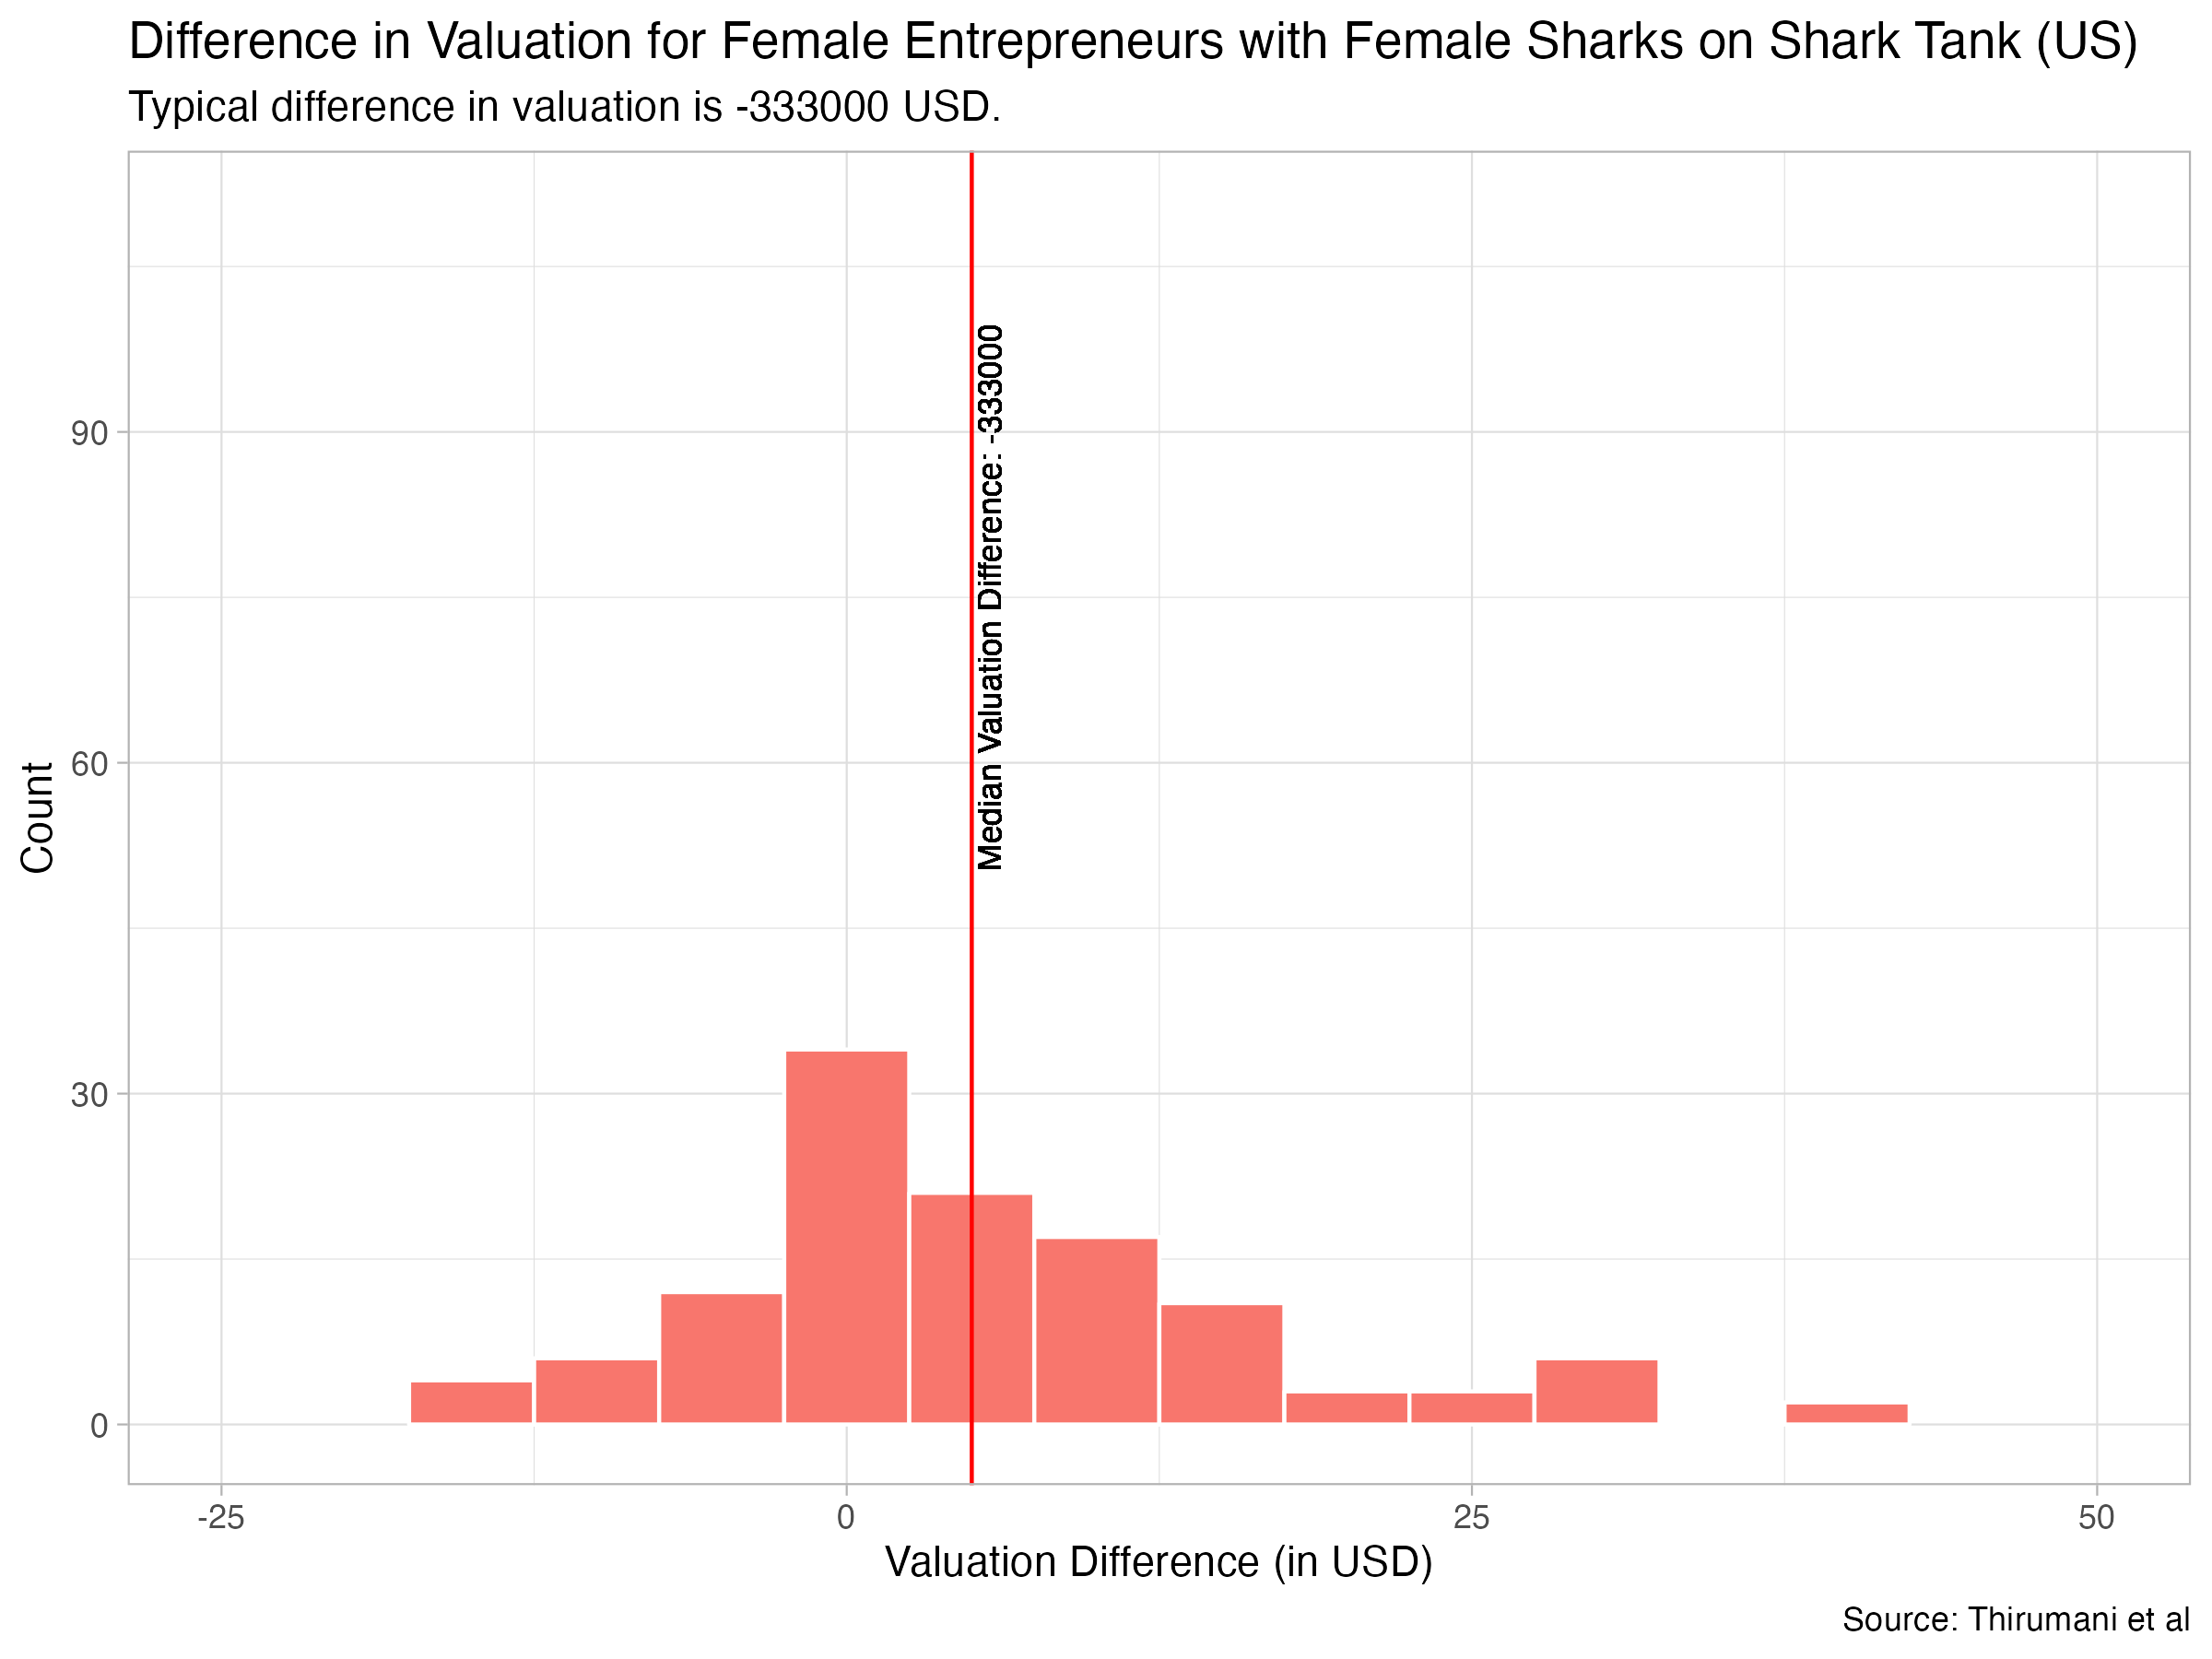 Difference in Valuation for Female Entrepreneurs with Female Sharks on Shark Tank (US)
Typical difference in valuation is -333000 USD.
Median Valuation Difference: -333000
Count
90
60
30
0
-25
0
25
50
Valuation Difference (in USD)
Source: Thirumani et al